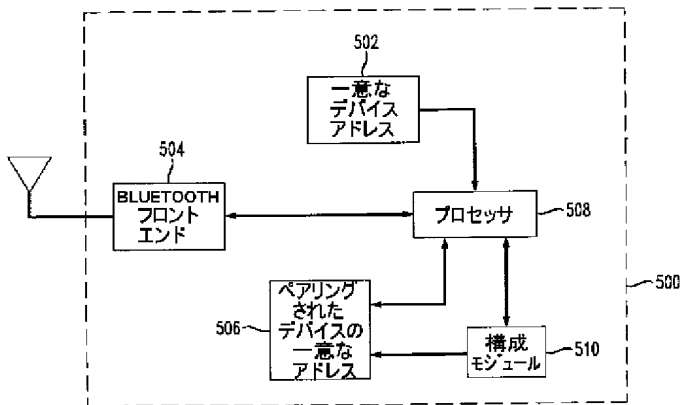 502
一意な
デバイス
アドレス
504
BLUETOOTH
フロント
エンド
プロセッサ
508
ペアリング
された
デバイスの
一意な
アドレス
506
構成
モジュール
510
500